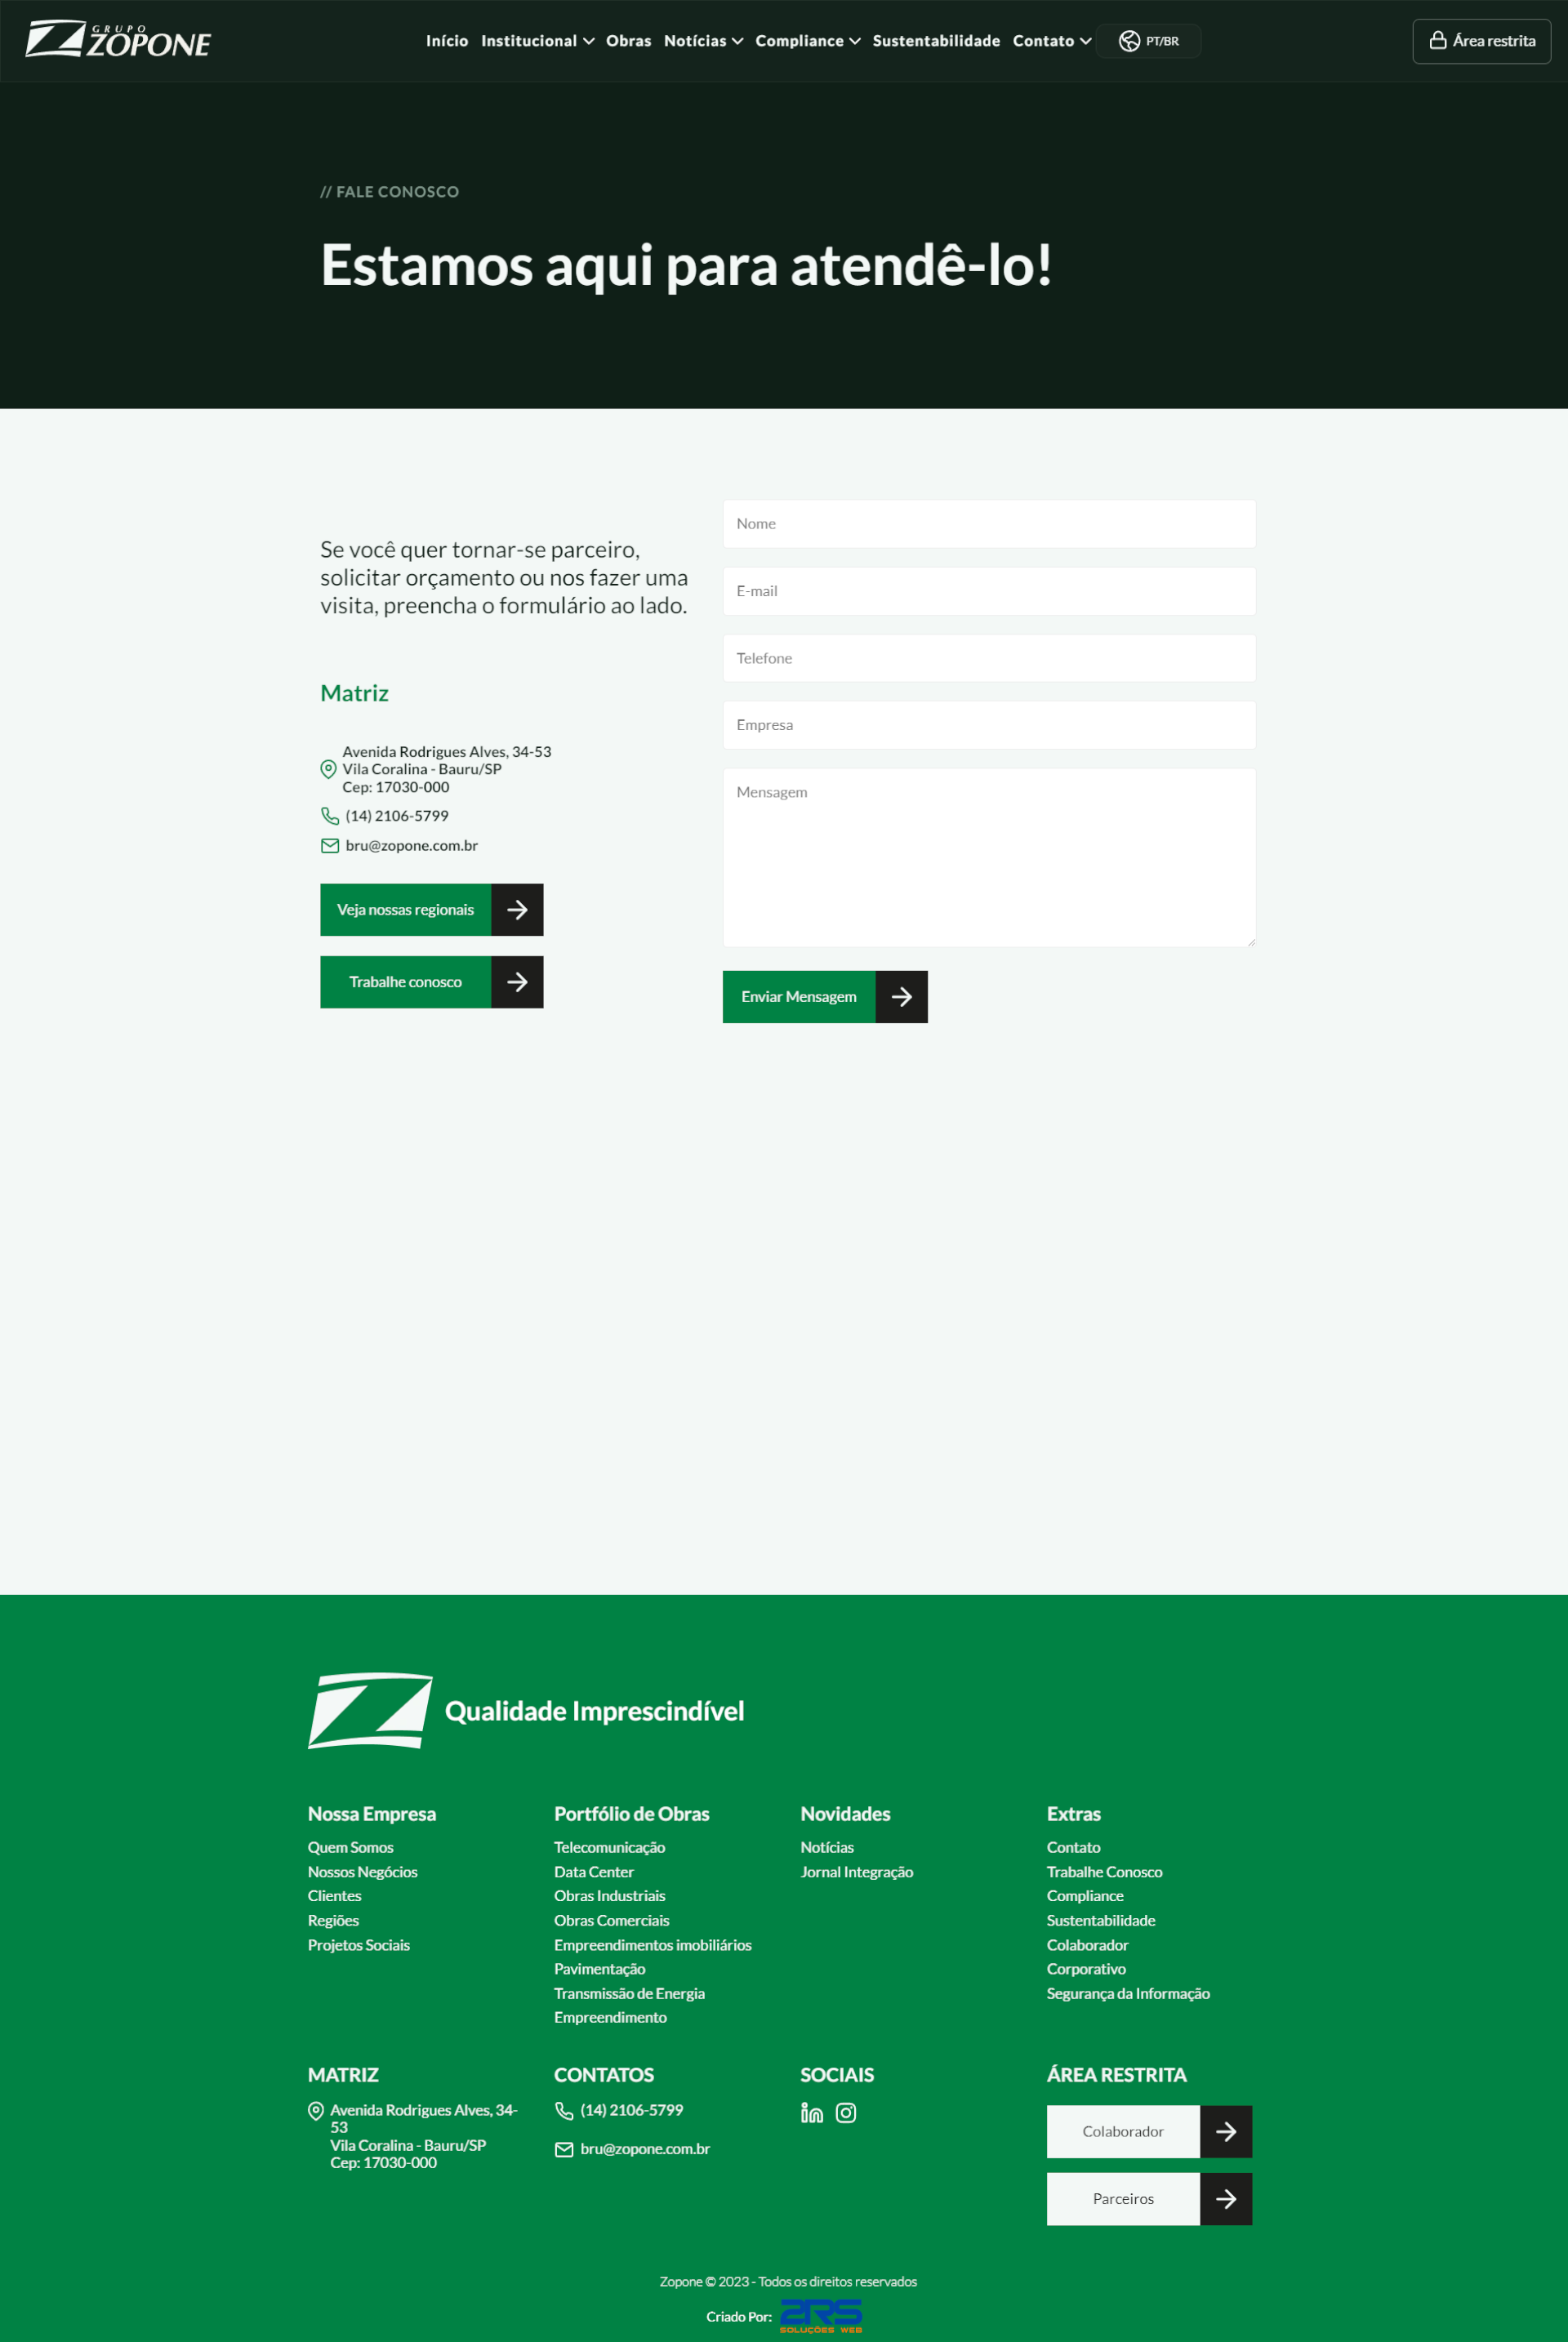 GRUPO
ZOPONE
Início
Institucional
Obras
Notícias
Compliance
Sustentabilidade
Contato
PT/BR
Área restrita
// FALE CONOSCO
Estamos aqui para atendê-lo!
Se você quer tornar-se parceiro,
solicitar orçamento ou nos fazer uma
visita, preencha o formulário ao lado.
Matriz
Avenida Rodrigues Alves, 34-53
Vila Coralina - Bauru/SP
Cep: 17030-000
(14) 2106-5799
bru@zopone.com.br
Veja nossas regionais
Trabalhe conosco
Nome
E-mail
Telefone
Empresa
Mensagem
Enviar Mensagem
Qualidade Imprescindível
Nossa Empresa
Quem Somos
Nossos Negócios
Clientes
Regiões
Projetos Sociais
Portfólio de Obras
Telecomunicação
Data Center
Obras Industriais
Obras Comerciais
Empreendimentos imobiliários
Pavimentação
Transmissão de Energia
Empreendimento
Novidades
Notícias
Jornal Integração
Extras
Contato
Trabalhe Conosco
Compliance
Sustentabilidade
Colaborador
Corporativo
Segurança da Informação
MATRIZ
Avenida Rodrigues Alves, 34-
53
Vila Coralina - Bauru/SP
Cep: 17030-000
CONTATOS
(14) 2106-5799
bru@zopone.com.br
SOCIAIS
ÁREA RESTRITA
Colaborador
Parceiros
Zopone © 2023 - Todos os direitos reservados
Criado Por:
2RS
SOLUÇÕES WEB